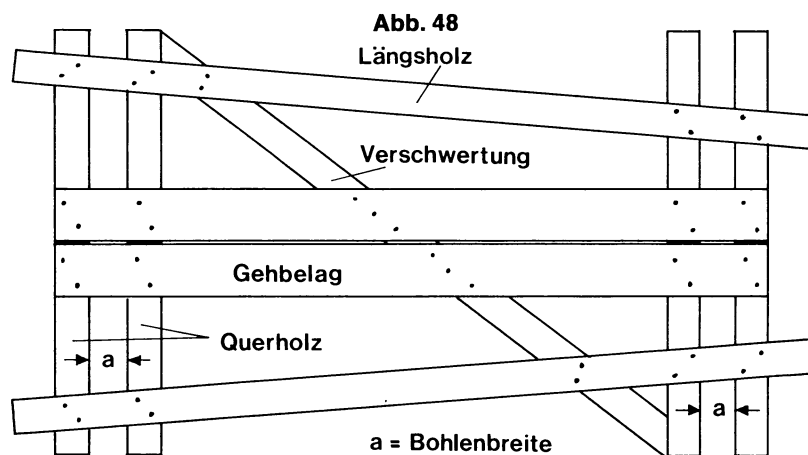 Abb. 48
Längsholz
Verschwertung
Gehbelag
Querholz
a
a
a = Bohlenbreite